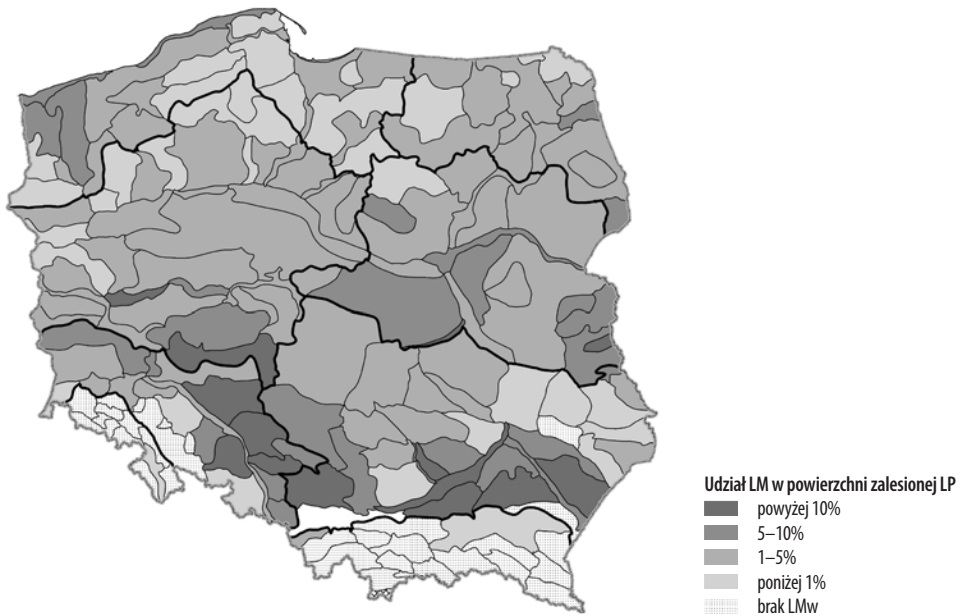 Udział LM w powierzchni zalesionej LP
powyżej 10%
5–10%
1–5%
poniżej 1%
brak LMw